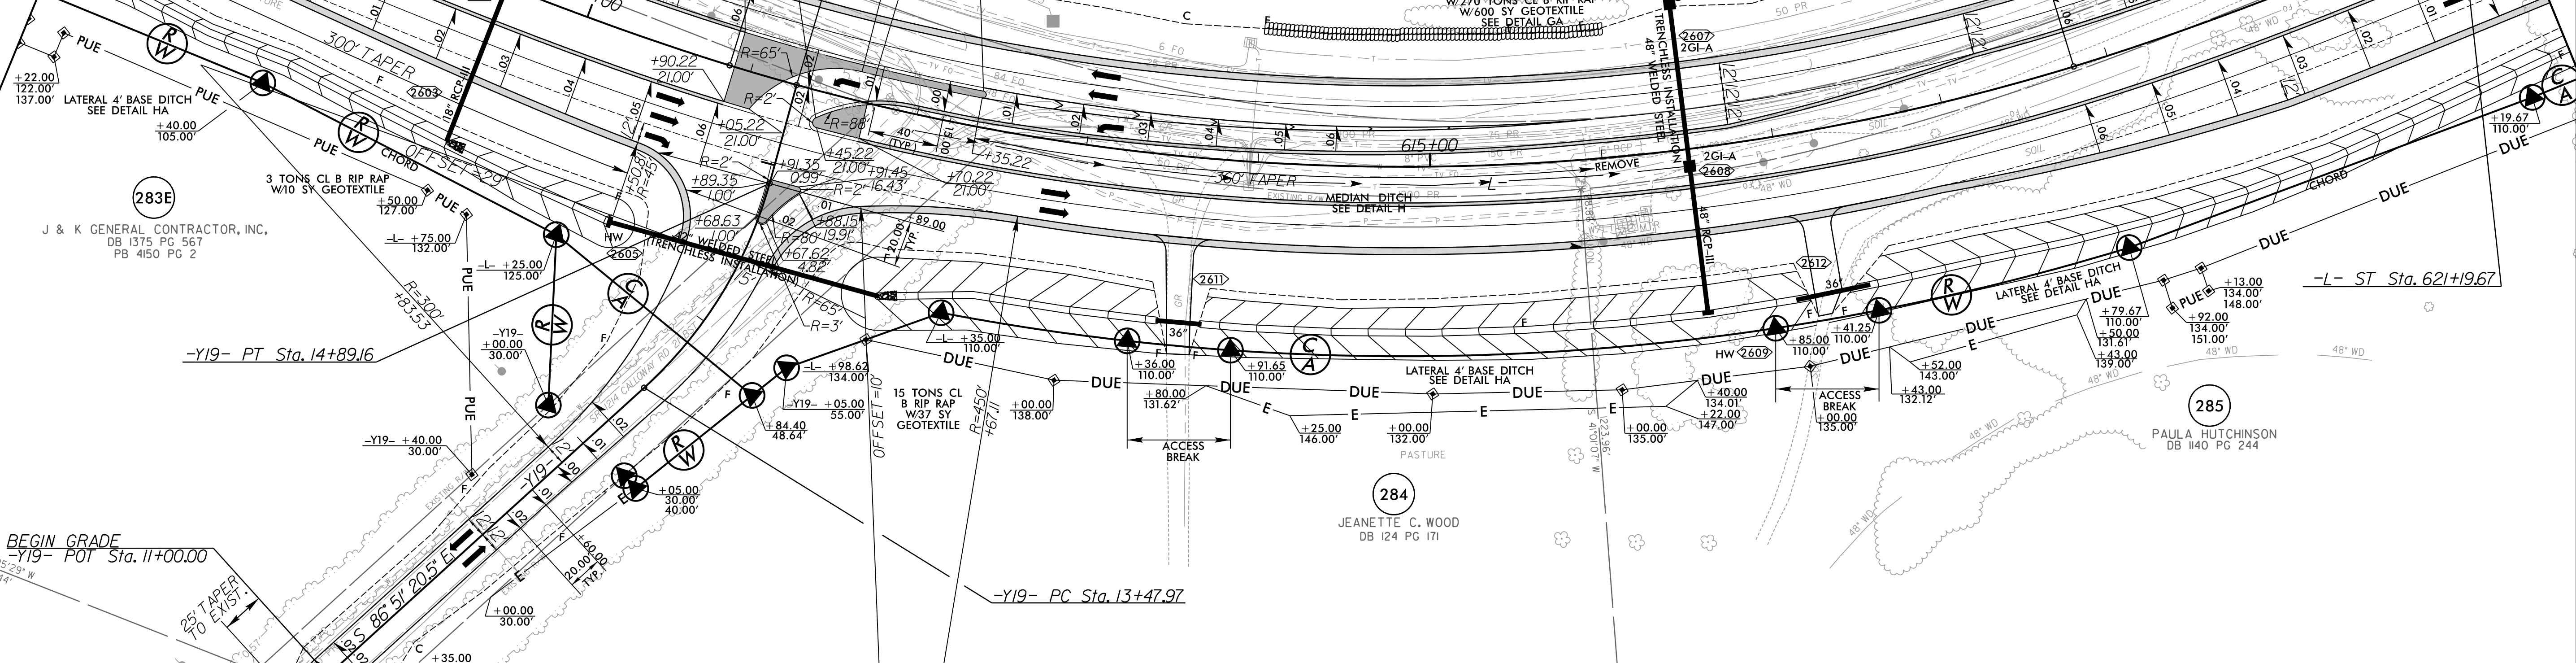 W/600 SY GEOTEXTILE
SEE DETAIL GA
+22.00
122.00'
137.00'
PUE
R/W
LATERAL 4' BASE DITCH
SEE DETAIL HA
+40.00
105.00'
PUE
300' TAPER
2603
18" RCP-III
R/W
CHORD
OFFSET=29'
PUE
3 TONS CL B RIP RAP
W/10 SY GEOTEXTILE
+50.00
127.00'
PUE
283E
J & K GENERAL CONTRACTOR, INC.
DB 1375 PG 567
PB 4150 PG 2
-L- +75.00
132.00'
-L- +25.00
125.00'
PUE
R=300'
+83.53
-Y19- PT Sta. 14+89.16
-Y19-
+00.00
30.00'
R/W
C/A
HW
2605
42" WELDED STEEL
(TRENCHLESS INSTALLATION)
R=65'
+90.22
21.00'
R=2'
R=88'
+05.22
21.00'
R=2'
+50.81
R=45'
40'
(TYP.)
+45.22
21.00'
+35.22
+91.35
0.99'
+91.45
16.43'
R=2'
+89.35
1.00'
+70.22
21.00'
+68.63
1.00'
+88.15
19.91'
R=80'
+67.62
4.82'
+89.00
20.00'
TYP.
R=65'
R=3'
360' TAPER
MEDIAN DITCH
SEE DETAIL H
-L-
REMOVE
615+00
TRENCHLESS INSTALLATION
48" WELDED STEEL
2607
2GI-A
2GI-A
2608
48" RCP-III
2611
36"
2612
36"
-L- +35.00
110.00'
-L- +98.62
134.00'
-Y19- +05.00
55.00'
+84.40
48.64'
OFFSET=10'
R=450'
+67.11
15 TONS CL
B RIP RAP
W/37 SY
GEOTEXTILE
DUE
+00.00
138.00'
+36.00
110.00'
+80.00
131.62'
ACCESS
BREAK
+91.65
110.00'
C/A
LATERAL 4' BASE DITCH
SEE DETAIL HA
DUE
E
+25.00
146.00'
+00.00
132.00'
+00.00
135.00'
PASTURE
284
JEANETTE C. WOOD
DB 124 PG 171
S 41°01'07" W
1223.96'
+40.00
134.01'
+22.00
147.00'
HW
2609
+85.00
110.00'
ACCESS
BREAK
+00.00
135.00'
+41.25
110.00'
+52.00
143.00'
+43.00
132.12'
R/W
LATERAL 4' BASE DITCH
SEE DETAIL HA
DUE
+79.67
110.00'
+50.00
131.61'
+43.00
139.00'
PUE
+13.00
134.00'
148.00'
+92.00
134.00'
151.00'
-L- ST Sta. 621+19.67
+19.67
110.00'
DUE
CHORD
C/A
48" WD
285
PAULA HUTCHINSON
DB 1140 PG 244
-Y19- +40.00
30.00'
R/W
+05.00
30.00'
40.00'
+60.00
20.00'
TYP.
+00.00
30.00'
-Y19-
S 86° 51' 20.5" E
BEGIN GRADE
-Y19- POT Sta. 11+00.00
25' TAPER
TO EXIST.
C
+35.00
-Y19- PC Sta. 13+47.97